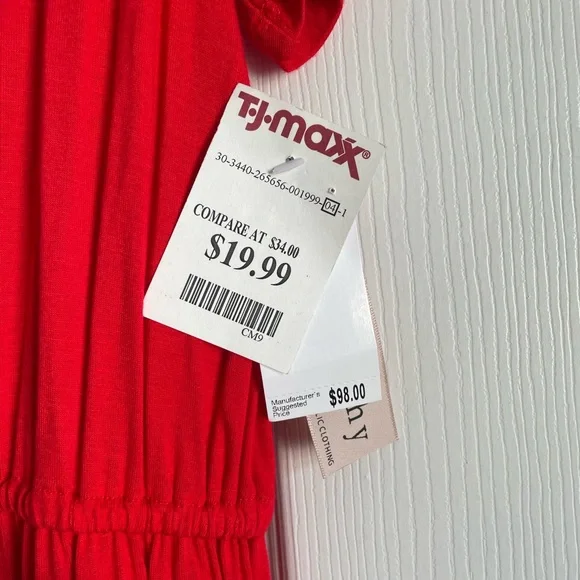 T·J·maxx®
30-3440-265656-001999-04-1
COMPARE AT $34.00
$19.99
CM9
Manufacturer's
Suggested
Price
$98.00
hy
CLOTHING